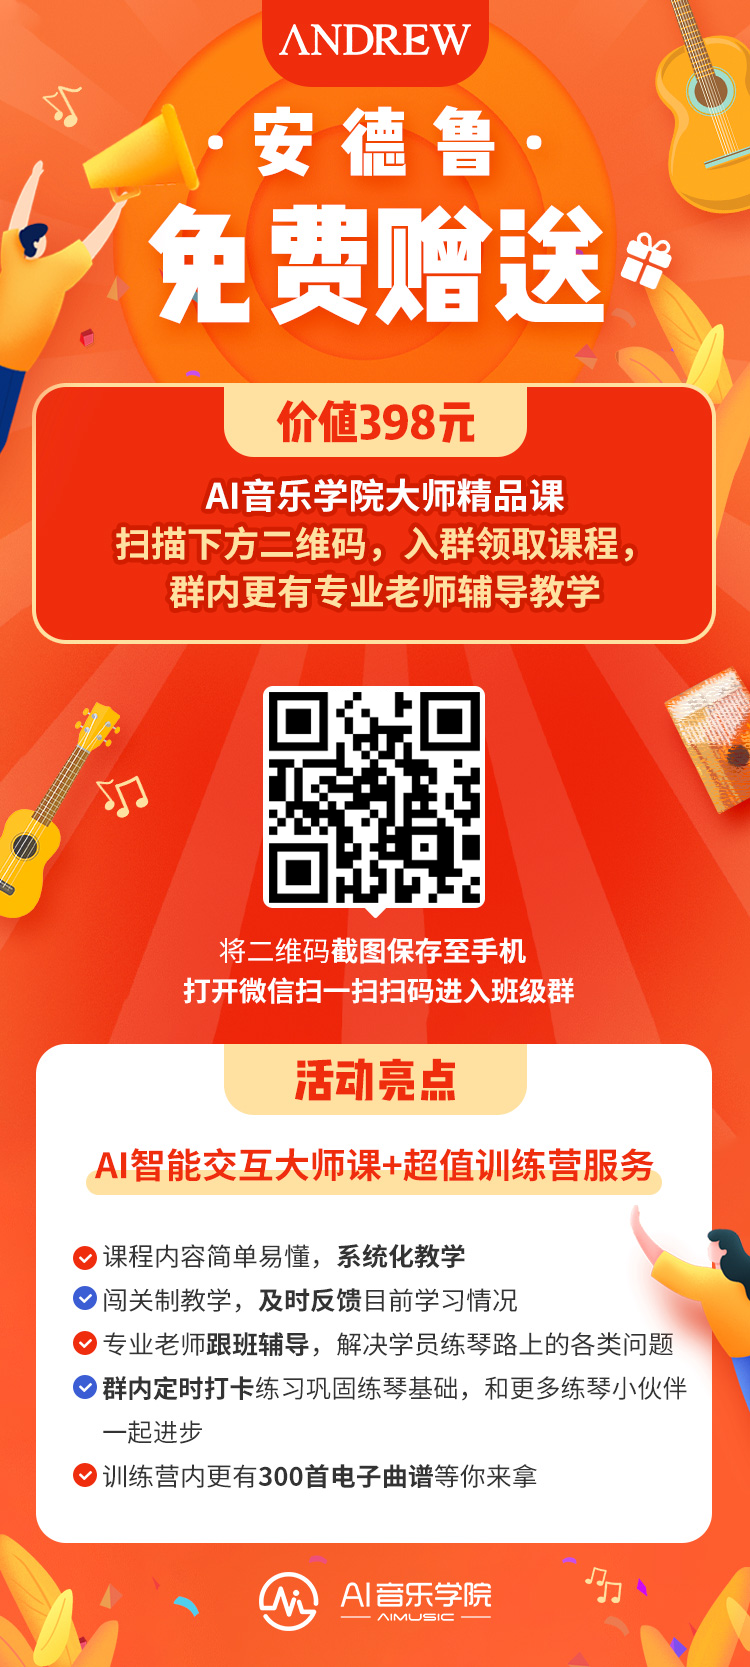 ANDREW
·安德鲁·
免费赠送
价值398元
AI音乐学院大师精品课
扫描下方二维码，入群领取课程，
群内更有专业老师辅导教学
将二维码截图保存至手机
打开微信扫一扫扫码进入班级群
活动亮点
AI智能交互大师课+超值训练营服务
课程内容简单易懂，系统化教学
闯关制教学，及时反馈目前学习情况
专业老师跟班辅导，解决学员练琴路上的各类问题
群内定时打卡练习巩固练琴基础，和更多练琴小伙伴
一起进步
训练营内更有300首电子曲谱等你来拿
AI音乐学院
AIMUSIC